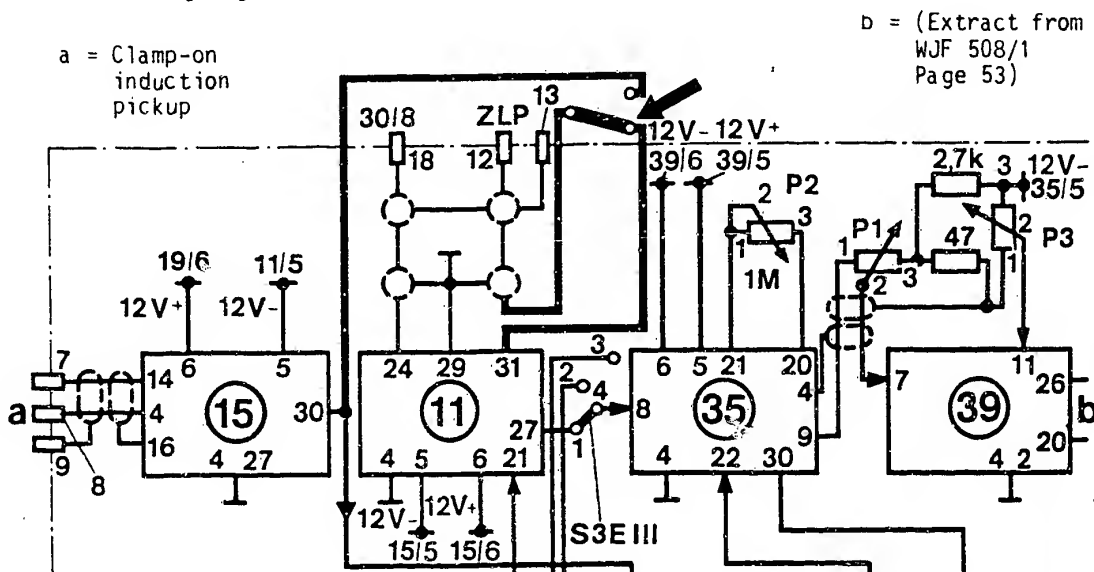 a = Clamp-on
induction
pickup
b = (Extract from
WJF 508/1
Page 53)
30/8
ZLP
13
18
12
12V- 12V+
39/6 39/5
2
P2
3
1
1M
2,7k
3
12V-
35/5
P1
1
3
2
47
2
P3
1
19/6
11/5
12V+
12V-
7
a
9
8
14
4
16
6
5
15
30
4 27
24
29
31
11
27
4
5
6
21
12V-
12V+
15/5
15/6
3
2
4
1
S3E III
6
5
21
20
8
35
4
9
4
22
30
7
11
39
26
b
20
4 2